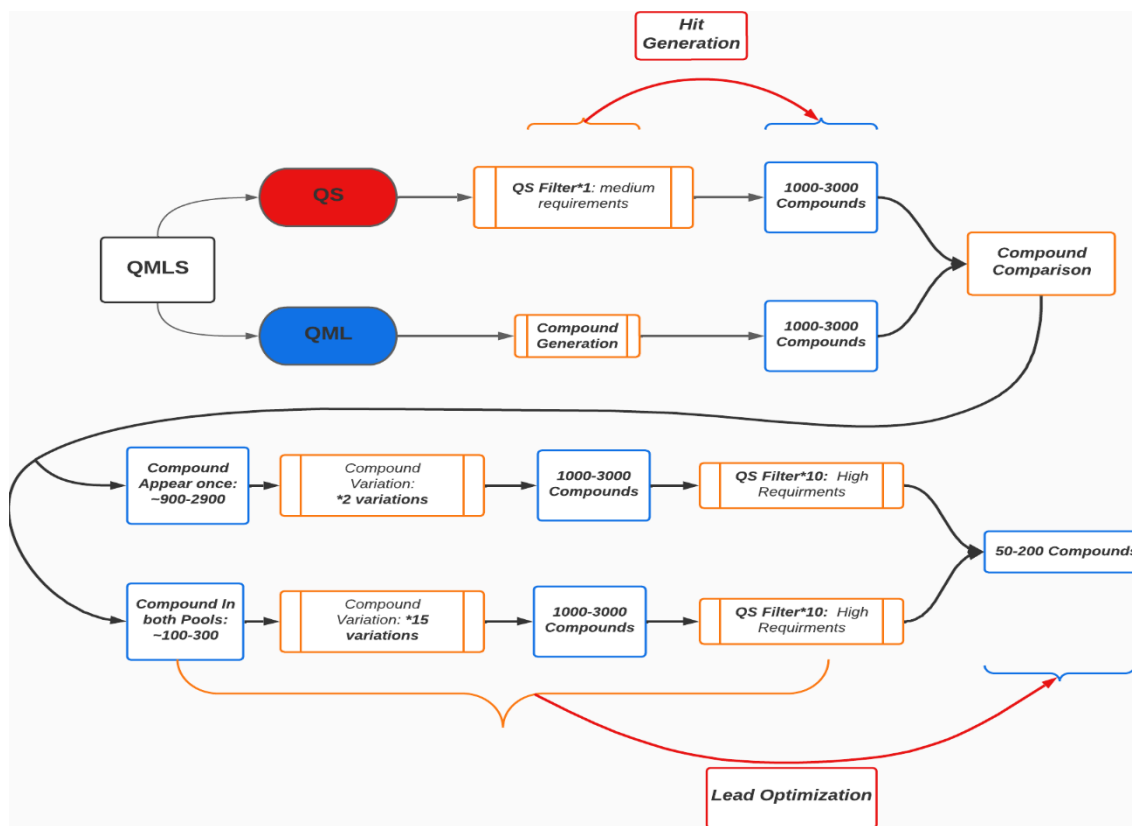 Hit
Generation
QS
QS Filter*1: medium
requirements
1000-3000
Compounds
QMLS
Compound
Comparison
QML
Compound
Generation
1000-3000
Compounds
Compound
Appear once:
~900-2900
Compound
Variation:
*2 variations
1000-3000
Compounds
QS Filter*10: High
Requirments
50-200 Compounds
Compound In
both Pools:
~100-300
Compound
Variation: *15
variations
1000-3000
Compounds
QS Filter*10: High
Requirments
Lead Optimization